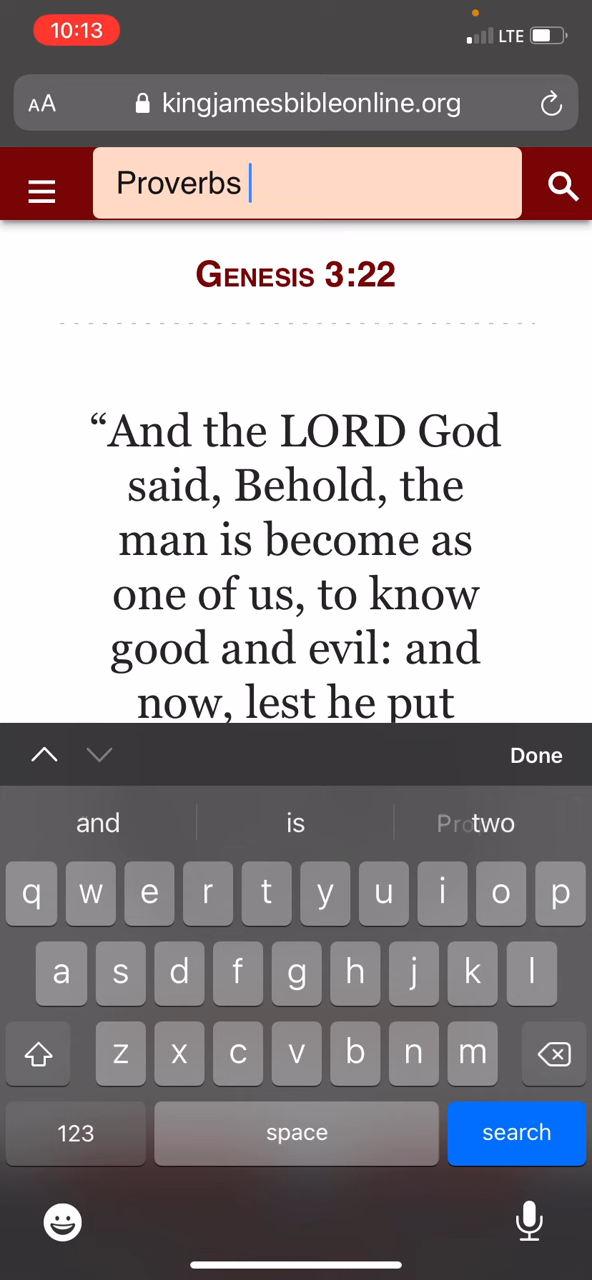 10:13
LTE
AA kingjamesbibleonline.org
Proverbs
GENESIS 3:22
“And the LORD God
said, Behold, the
man is become as
one of us, to know
good and evil: and
now, lest he put
Done
and is Pro two
q w e r t y u i o p
a s d f g h j k l
z x c v b n m
123 space search